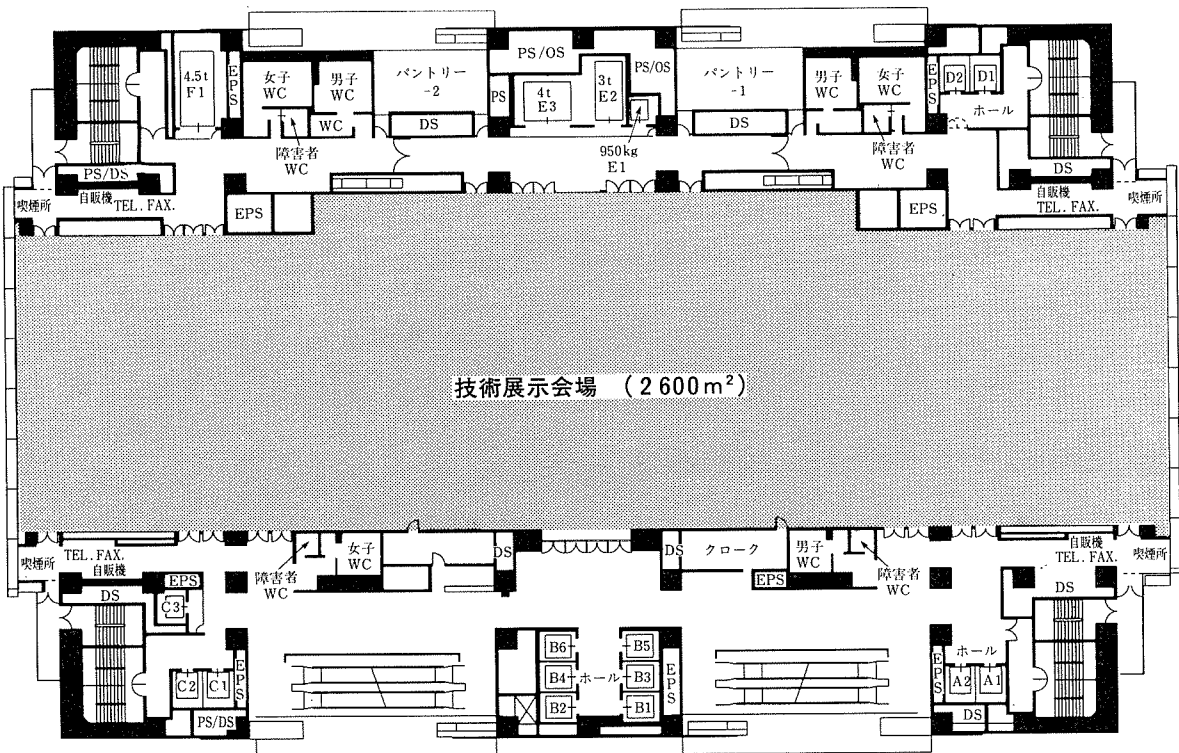 PS/OS
4.5t
F1
EPS
女子
WC
男子
WC
パントリー
-2
PS
4t
E3
3t
E2
PS/OS
パントリー
-1
男子
WC
女子
WC
EPS
D2
D1
ホール
WC
DS
DS
障害者
WC
950kg
E1
障害者
WC
DS
PS/DS
自販機
TEL. FAX.
喫煙所
EPS
EPS
自販機
TEL. FAX.
喫煙所
技術展示会場 (2600m²)
TEL. FAX.
自販機
喫煙所
DS
EPS
C3
障害者
WC
女子
WC
DS
DS
クローク
EPS
男子
WC
障害者
WC
自販機
TEL. FAX.
喫煙所
DS
C2
C1
EPS
PS/DS
B6
B5
B4
ホール
B3
B2
B1
EPS
EPS
ホール
A2
A1
DS